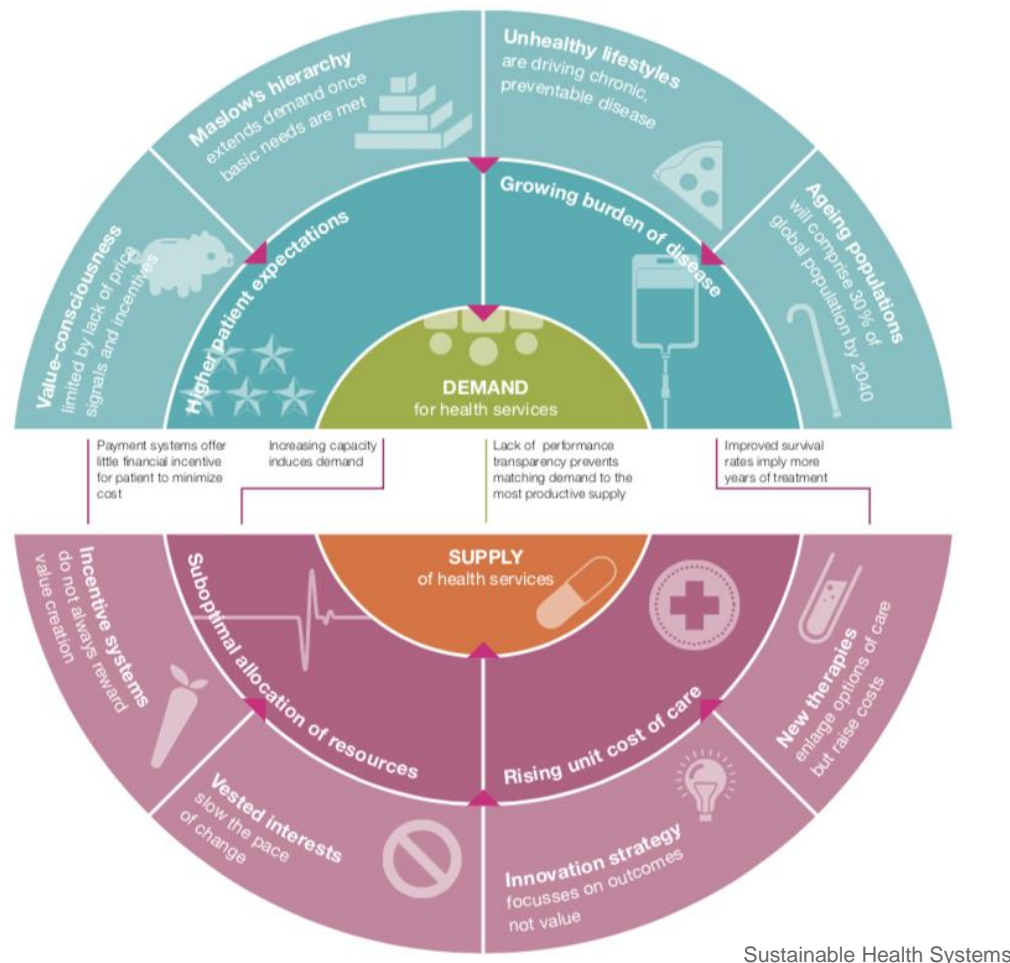 Maslow's hierarchy
extends demand once
basic needs are met
Unhealthy lifestyles
are driving chronic,
preventable disease
Value-consciousness
limited by lack of price
signals and incentives
Higher patient expectations
Growing burden of disease
Ageing populations
will comprise 30% of
global population by 2040
DEMAND
for health services
Payment systems offer
little financial incentive
for patient to minimize
cost
Increasing capacity
induces demand
Lack of performance
transparency prevents
matching demand to the
most productive supply
Improved survival
rates imply more
years of treatment
SUPPLY
of health services
Incentive systems
do not always reward
value creation
Suboptimal allocation of resources
Rising unit cost of care
New therapies
enlarge options of care
but raise costs
Vested interests
slow the pace
of change
Innovation strategy
focusses on outcomes
not value
Sustainable Health Systems